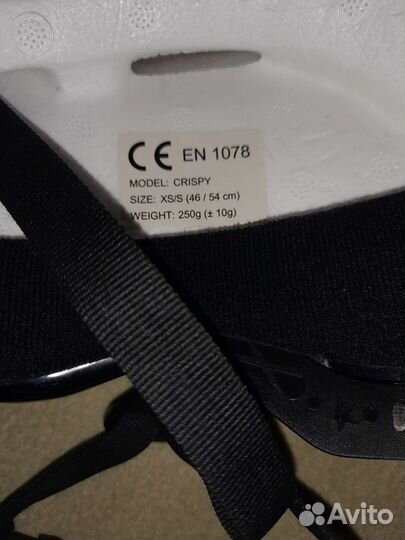 CE EN 1078
MODEL: CRISPY
SIZE: XS/S (46 / 54 cm)
WEIGHT: 250g (± 10g)
Avito